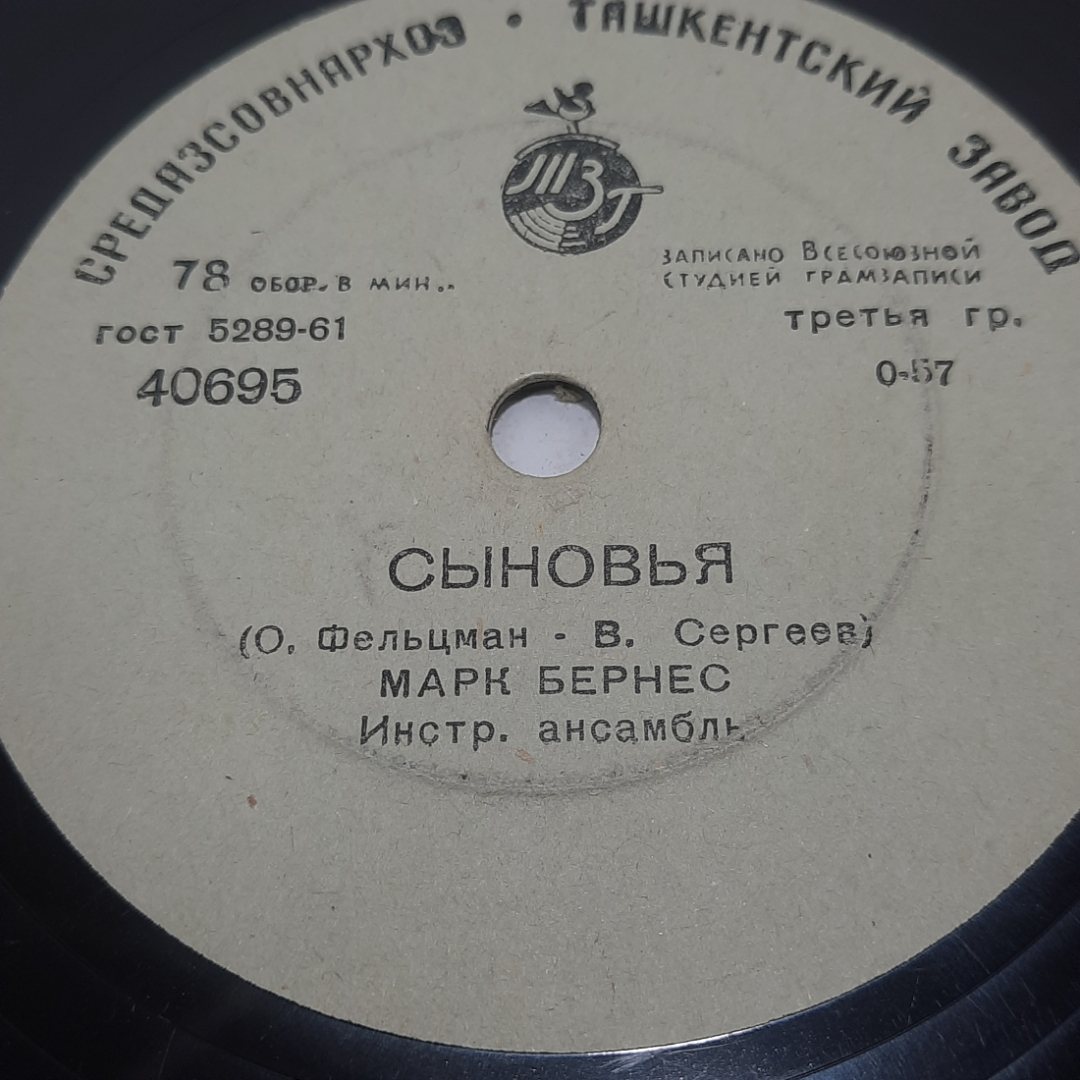 СРЕДАЗСОВНАРХОЗ • ТАШКЕНТСКИЙ ЗАВОД
ТЗГ
78 ОБОР. В МИН.
ЗАПИСАНО ВСЕСОЮЗНОЙ
СТУДИЕЙ ГРАМЗАПИСИ
ГОСТ 5289-61
третья гр.
40695
0-57
СЫНОВЬЯ
(О. Фельцман - В. Сергеев)
МАРК БЕРНЕС
Инстр. ансамбль